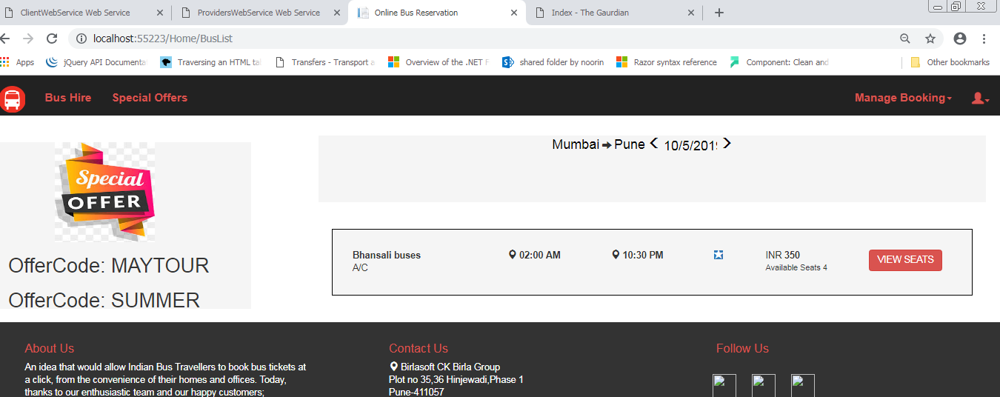 ClientWebService Web Service
ProvidersWebService Web Service
Online Bus Reservation
Index - The Gaurdian
localhost:55223/Home/BusList
Apps
jQuery API Documenta
Traversing an HTML ta
Transfers - Transport a
Overview of the .NET F
shared folder by noorin
Razor syntax reference
Component: Clean and
Other bookmarks
Bus Hire
Special Offers
Manage Booking
Special
OFFER
OfferCode: MAYTOUR
OfferCode: SUMMER
Mumbai Pune 10/5/2019
Bhansali buses 02:00 AM 10:30 PM INR 350 VIEW SEATS
A/C Available Seats 4
About Us
An idea that would allow Indian Bus Travellers to book bus tickets at
a click, from the convenience of their homes and offices. Today,
thanks to our enthusiastic team and our happy customers;
Contact Us
Birlasoft CK Birla Group
Plot no 35,36 Hinjewadi,Phase 1
Pune-411057
Follow Us